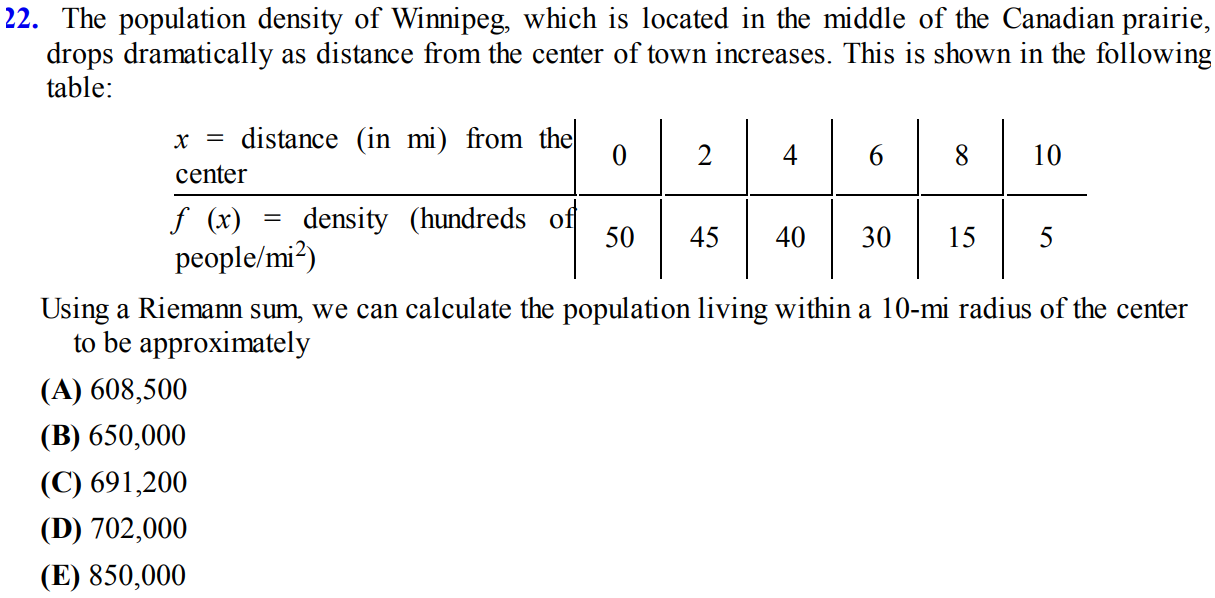 22. The population density of Winnipeg, which is located in the middle of the Canadian prairie,
drops dramatically as distance from the center of town increases. This is shown in the following
table:
x = distance (in mi) from the
center 0 2 4 6 8 10
f (x) = density (hundreds of
people/mi²) 50 45 40 30 15 5
Using a Riemann sum, we can calculate the population living within a 10-mi radius of the center
to be approximately
(A) 608,500
(B) 650,000
(C) 691,200
(D) 702,000
(E) 850,000